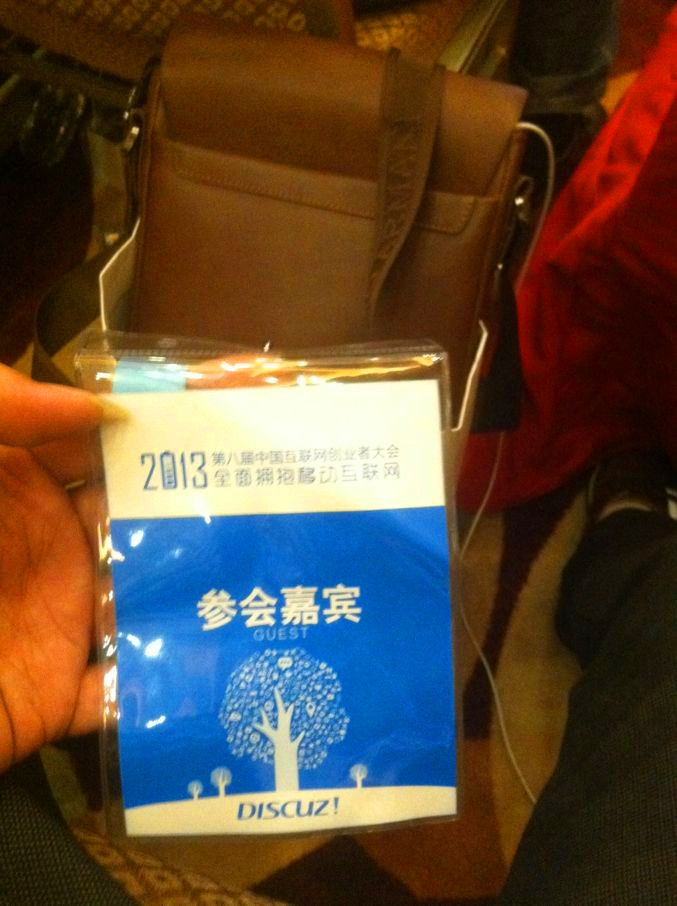 2013 第八届中国互联网创业者大会
全面拥抱移动互联网
参会嘉宾
GUEST
DISCUZ!